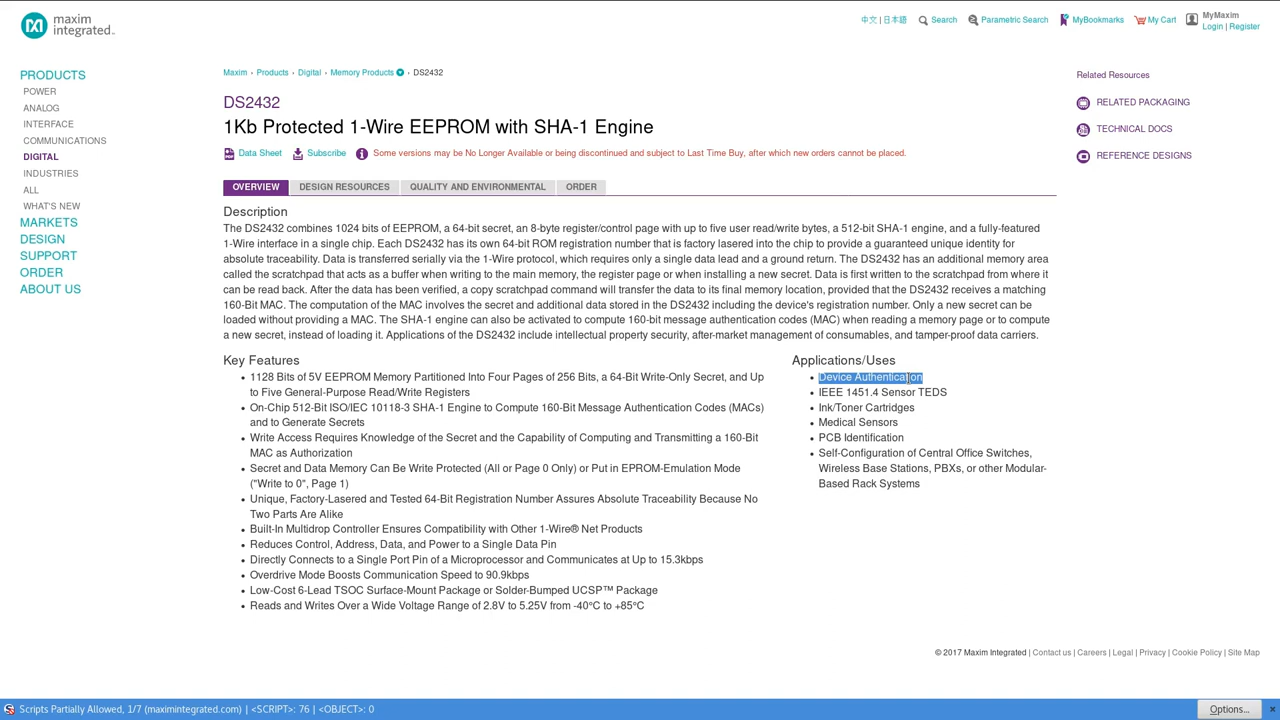 maxim
integrated™
中文 | 日本語 Search Parametric Search MyBookmarks My Cart MyMaxim
Login | Register
PRODUCTS
POWER
ANALOG
INTERFACE
COMMUNICATIONS
DIGITAL
INDUSTRIES
ALL
WHAT'S NEW
MARKETS
DESIGN
SUPPORT
ORDER
ABOUT US
Maxim › Products › Digital › Memory Products › DS2432
DS2432
1Kb Protected 1-Wire EEPROM with SHA-1 Engine
Data Sheet Subscribe Some versions may be No Longer Available or being discontinued and subject to Last Time Buy, after which new orders cannot be placed.
OVERVIEW DESIGN RESOURCES QUALITY AND ENVIRONMENTAL ORDER
Description
The DS2432 combines 1024 bits of EEPROM, a 64-bit secret, an 8-byte register/control page with up to five user read/write bytes, a 512-bit SHA-1 engine, and a fully-featured
1-Wire interface in a single chip. Each DS2432 has its own 64-bit ROM registration number that is factory lasered into the chip to provide a guaranteed unique identity for
absolute traceability. Data is transferred serially via the 1-Wire protocol, which requires only a single data lead and a ground return. The DS2432 has an additional memory area
called the scratchpad that acts as a buffer when writing to the main memory, the register page or when installing a new secret. Data is first written to the scratchpad from where it
can be read back. After the data has been verified, a copy scratchpad command will transfer the data to its final memory location, provided that the DS2432 receives a matching
160-Bit MAC. The computation of the MAC involves the secret and additional data stored in the DS2432 including the device's registration number. Only a new secret can be
loaded without providing a MAC. The SHA-1 engine can also be activated to compute 160-bit message authentication codes (MAC) when reading a memory page or to compute
a new secret, instead of loading it. Applications of the DS2432 include intellectual property security, after-market management of consumables, and tamper-proof data carriers.
Key Features
• 1128 Bits of 5V EEPROM Memory Partitioned Into Four Pages of 256 Bits, a 64-Bit Write-Only Secret, and Up
to Five General-Purpose Read/Write Registers
• On-Chip 512-Bit ISO/IEC 10118-3 SHA-1 Engine to Compute 160-Bit Message Authentication Codes (MACs)
and to Generate Secrets
• Write Access Requires Knowledge of the Secret and the Capability of Computing and Transmitting a 160-Bit
MAC as Authorization
• Secret and Data Memory Can Be Write Protected (All or Page 0 Only) or Put in EPROM-Emulation Mode
("Write to 0", Page 1)
• Unique, Factory-Lasered and Tested 64-Bit Registration Number Assures Absolute Traceability Because No
Two Parts Are Alike
• Built-In Multidrop Controller Ensures Compatibility with Other 1-Wire® Net Products
• Reduces Control, Address, Data, and Power to a Single Data Pin
• Directly Connects to a Single Port Pin of a Microprocessor and Communicates at Up to 15.3kbps
• Overdrive Mode Boosts Communication Speed to 90.9kbps
• Low-Cost 6-Lead TSOC Surface-Mount Package or Solder-Bumped UCSP™ Package
• Reads and Writes Over a Wide Voltage Range of 2.8V to 5.25V from -40°C to +85°C
Applications/Uses
• Device Authentication
• IEEE 1451.4 Sensor TEDS
• Ink/Toner Cartridges
• Medical Sensors
• PCB Identification
• Self-Configuration of Central Office Switches,
Wireless Base Stations, PBXs, or other Modular-
Based Rack Systems
Related Resources
RELATED PACKAGING
TECHNICAL DOCS
REFERENCE DESIGNS
© 2017 Maxim Integrated | Contact us | Careers | Legal | Privacy | Cookie Policy | Site Map
Scripts Partially Allowed, 1/7 (maximintegrated.com) | <SCRIPT>: 76 | <OBJECT>: 0 Options... ×